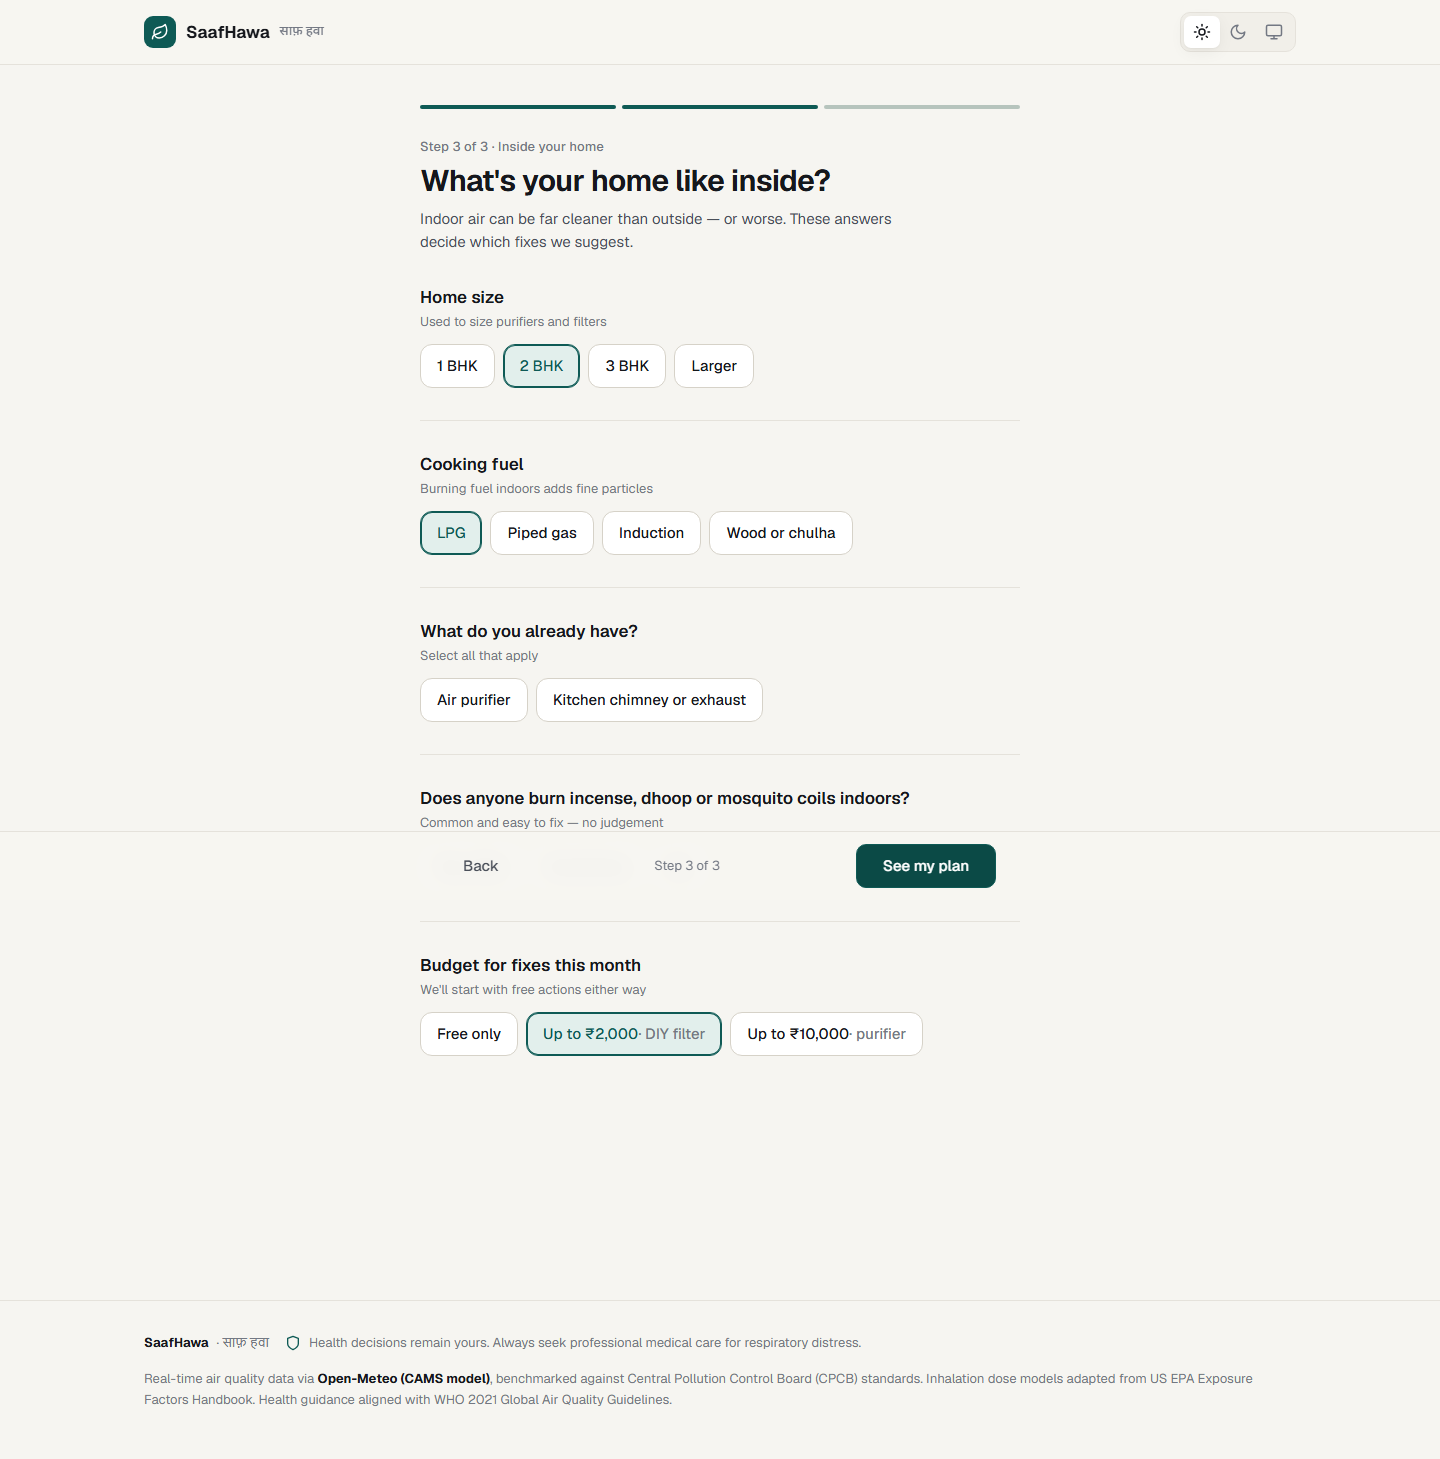 SaafHawa साफ़ हवा
Step 3 of 3 · Inside your home
What's your home like inside?
Indoor air can be far cleaner than outside — or worse. These answers
decide which fixes we suggest.
Home size
Used to size purifiers and filters
1 BHK 2 BHK 3 BHK Larger
Cooking fuel
Burning fuel indoors adds fine particles
LPG Piped gas Induction Wood or chulha
What do you already have?
Select all that apply
Air purifier Kitchen chimney or exhaust
Does anyone burn incense, dhoop or mosquito coils indoors?
Common and easy to fix — no judgement
Back Step 3 of 3 See my plan
Budget for fixes this month
We'll start with free actions either way
Free only Up to ₹2,000· DIY filter Up to ₹10,000· purifier
SaafHawa · साफ़ हवा Health decisions remain yours. Always seek professional medical care for respiratory distress.
Real-time air quality data via Open-Meteo (CAMS model), benchmarked against Central Pollution Control Board (CPCB) standards. Inhalation dose models adapted from US EPA Exposure
Factors Handbook. Health guidance aligned with WHO 2021 Global Air Quality Guidelines.